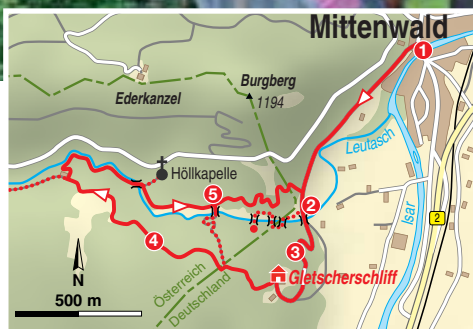 Mittenwald
1
Burgberg
1194
Ederkanzel
Leutasch
Höllkapelle
5
2
Isar
2
4
3
Gletscherschliff
N
Österreich
Deutschland
500 m